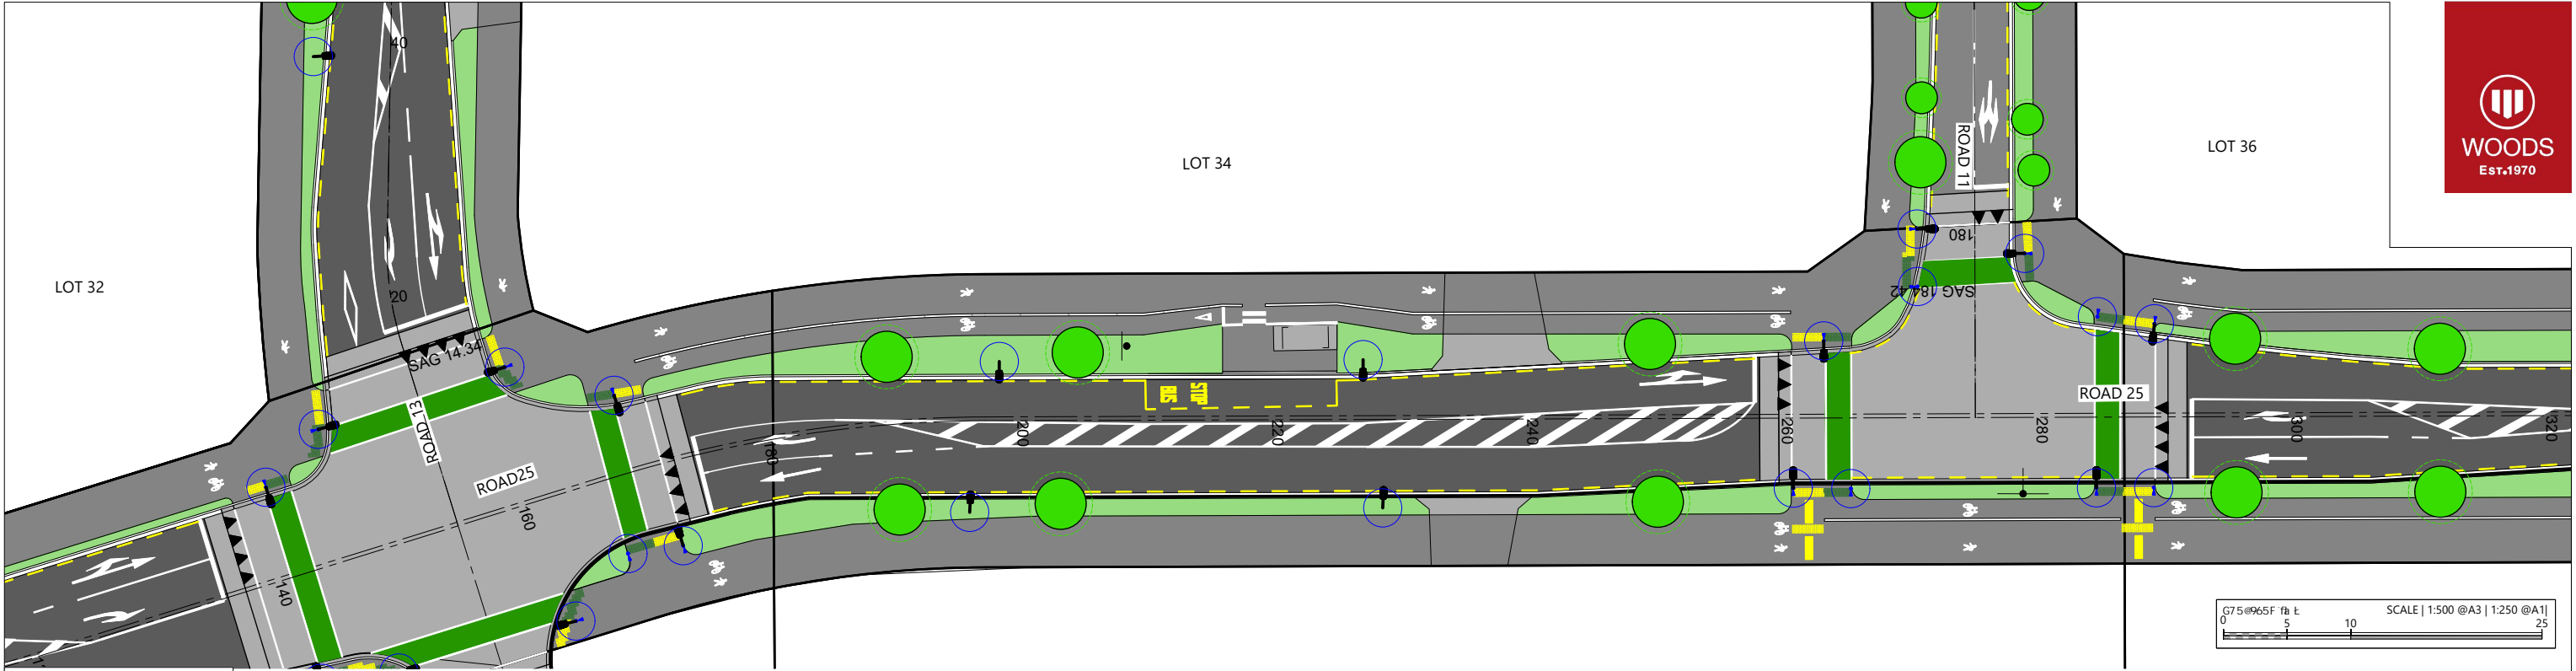 40
LOT 34
LOT 36
WOODS
EST.1970
ROAD 11
LOT 32
20
180
SAG 184.42
SAG 14.34
ROAD 13
BUS STOP
ROAD 25
ROAD25
180
200
220
240
260
280
300
320
160
140
SCALE | 1:500 @A3 | 1:250 @A1|
0 5 10 25